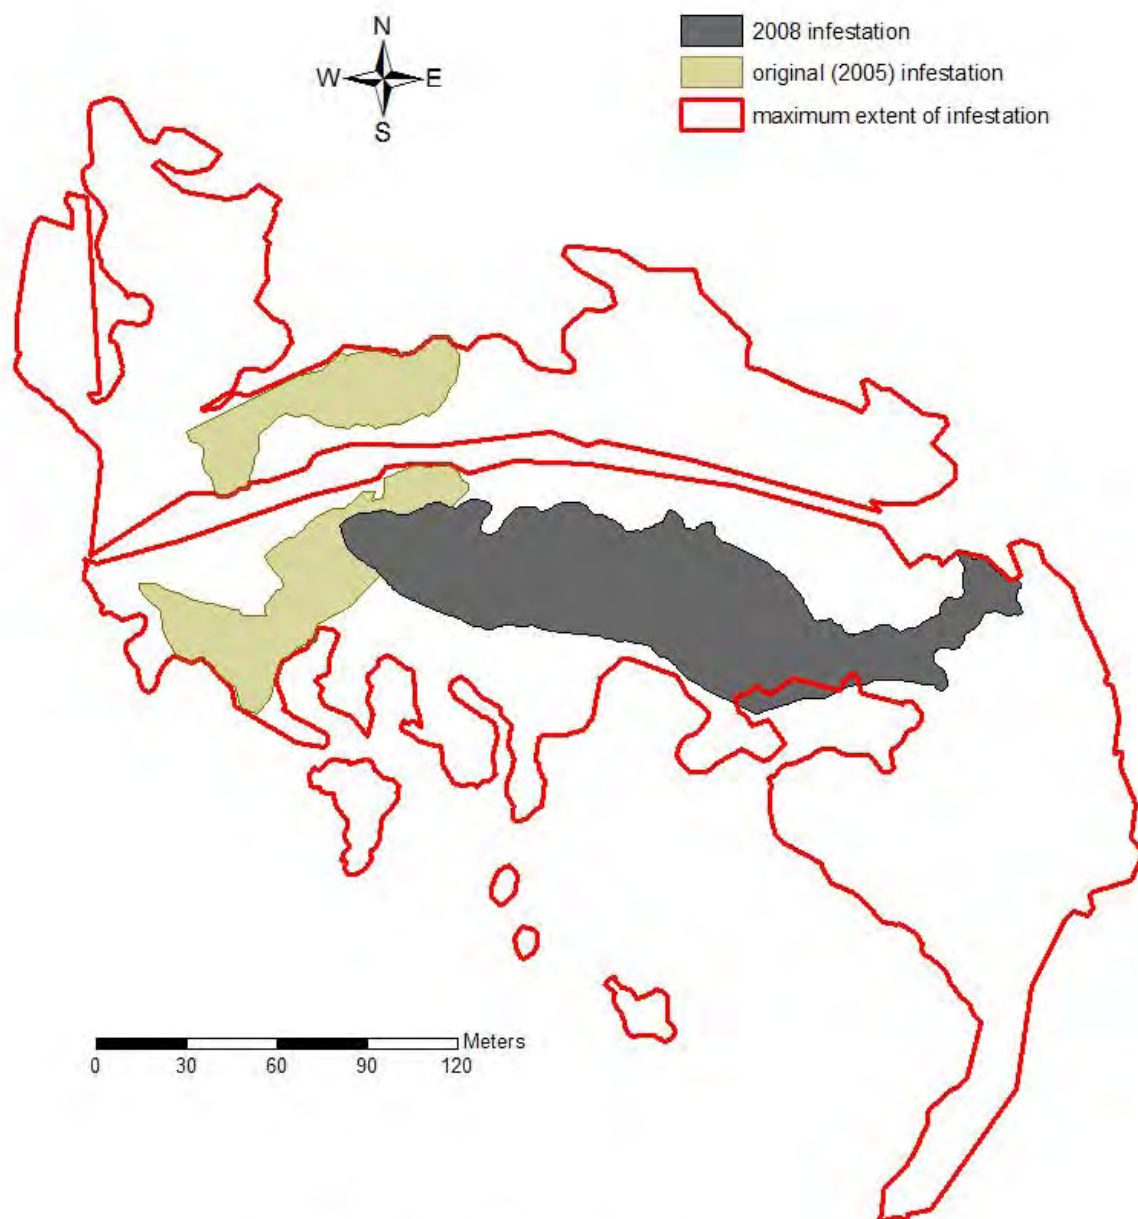 N
W E
S
2008 infestation
original (2005) infestation
maximum extent of infestation
Meters
0 30 60 90 120